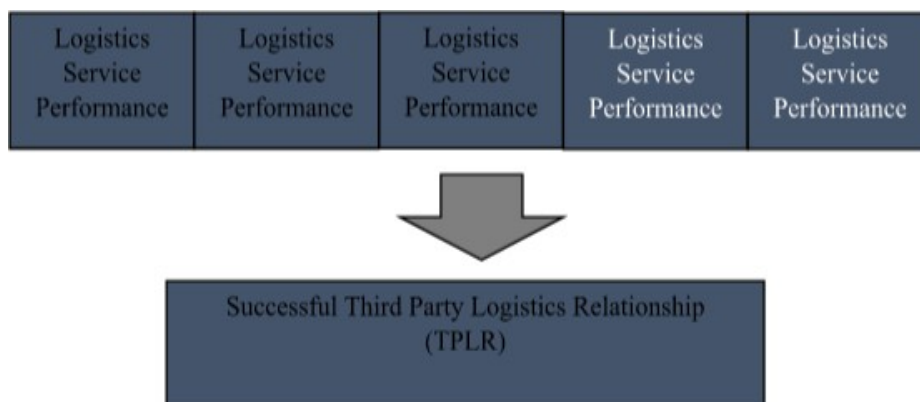 Logistics
Service
Performance
Logistics
Service
Performance
Logistics
Service
Performance
Logistics
Service
Performance
Logistics
Service
Performance
Successful Third Party Logistics Relationship
(TPLR)